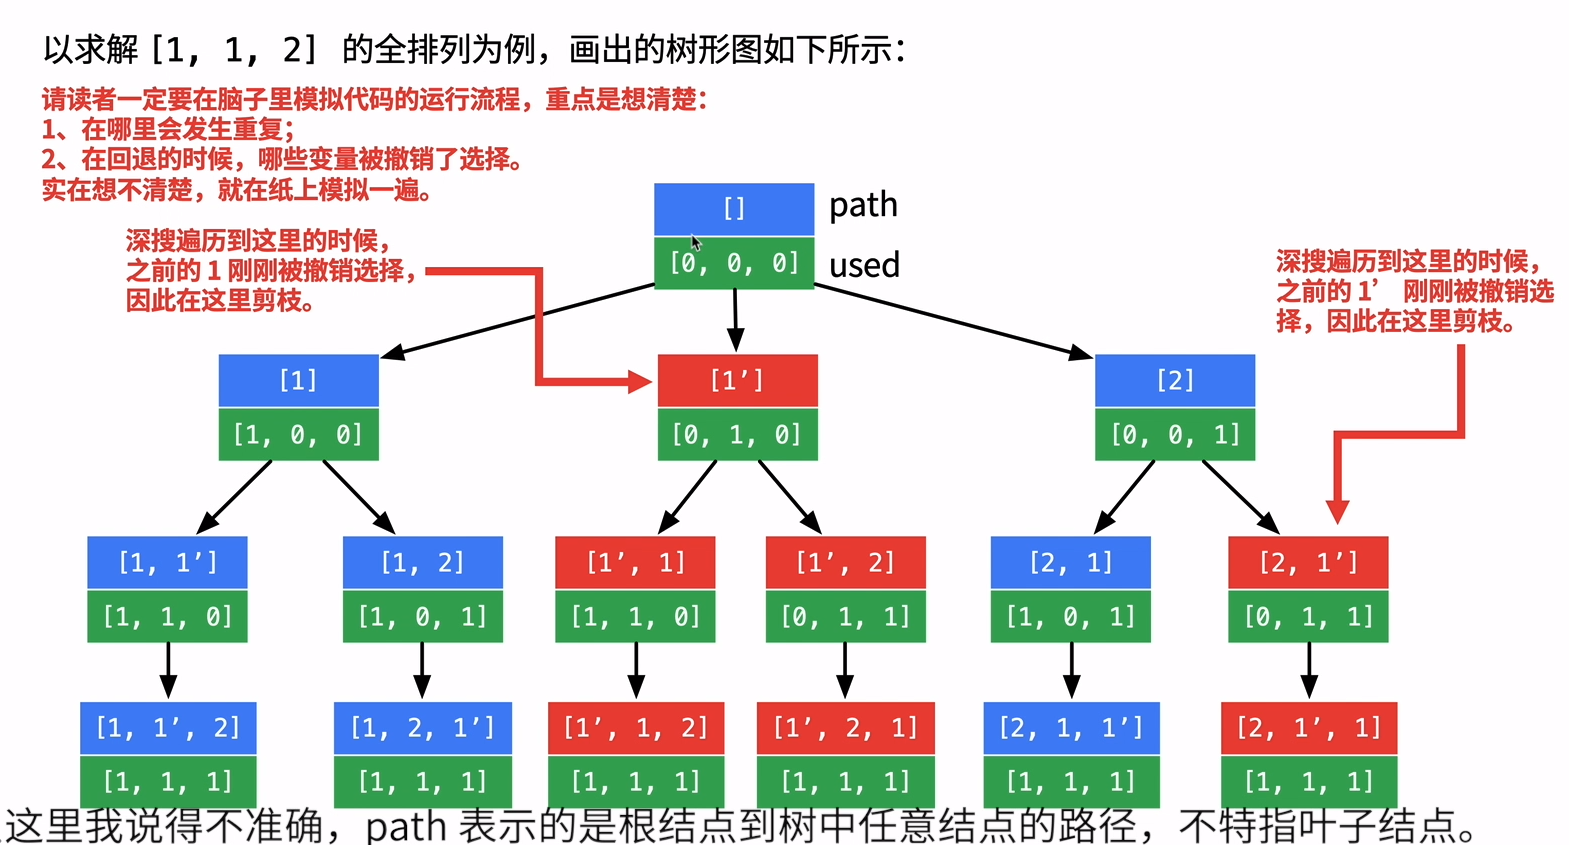 以求解 [1, 1, 2] 的全排列为例，画出的树形图如下所示：
请读者一定要在脑子里模拟代码的运行流程，重点是想清楚：
1、在哪里会发生重复；
2、在回退的时候，哪些变量被撤销了选择。
实在想不清楚，就在纸上模拟一遍。
[] path
[0, 0, 0] used
深搜遍历到这里的时候，
之前的 1 刚刚被撤销选择，
因此在这里剪枝。
深搜遍历到这里的时候，
之前的 1’ 刚刚被撤销选
择，因此在这里剪枝。
[1] [1’] [2]
[1, 0, 0] [0, 1, 0] [0, 0, 1]
[1, 1’] [1, 2] [1’, 1] [1’, 2] [2, 1] [2, 1’]
[1, 1, 0] [1, 0, 1] [1, 1, 0] [0, 1, 1] [1, 0, 1] [0, 1, 1]
[1, 1’, 2] [1, 2, 1’] [1’, 1, 2] [1’, 2, 1] [2, 1, 1’] [2, 1’, 1]
[1, 1, 1] [1, 1, 1] [1, 1, 1] [1, 1, 1] [1, 1, 1] [1, 1, 1]
这里我说得不准确，path 表示的是根结点到树中任意结点的路径，不特指叶子结点。